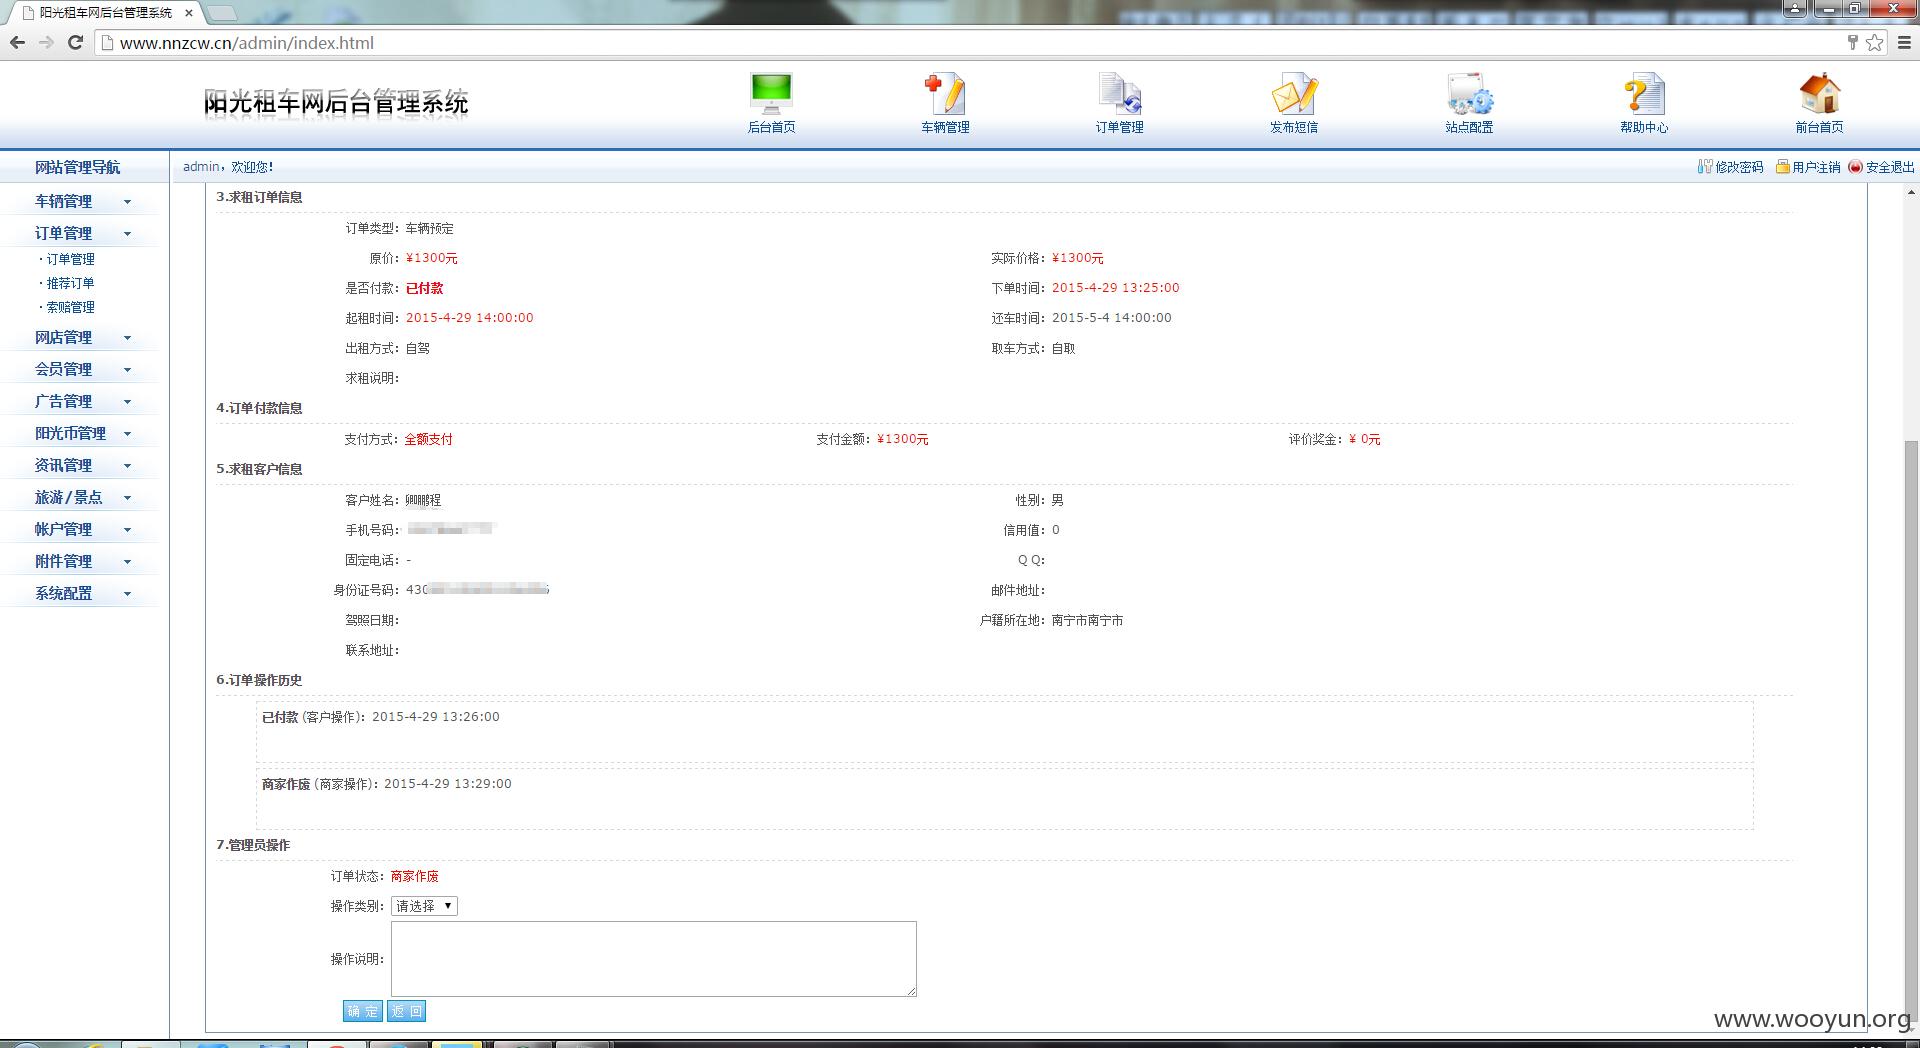 阳光租车网后台管理系统
www.nnzcw.cn/admin/index.html
阳光租车网后台管理系统
后台首页 车辆管理 订单管理 发布短信 站点配置 帮助中心 前台首页
网站管理导航 admin，欢迎您！ 修改密码 用户注销 安全退出
车辆管理
订单管理
·订单管理
·推荐订单
·索赔管理
网店管理
会员管理
广告管理
阳光币管理
资讯管理
旅游/景点
帐户管理
附件管理
系统配置
3.求租订单信息
订单类型：车辆预定
原价：¥1300元 实际价格：¥1300元
是否付款：已付款 下单时间：2015-4-29 13:25:00
起租时间：2015-4-29 14:00:00 还车时间：2015-5-4 14:00:00
出租方式：自驾 取车方式：自取
求租说明：
4.订单付款信息
支付方式：全额支付 支付金额：¥1300元 评价奖金：¥ 0元
5.求租客户信息
客户姓名：卿鹏程 性别：男
手机号码： 信用值：0
固定电话：- Q Q：
身份证号码：430 邮件地址：
驾照日期： 户籍所在地：南宁市南宁市
联系地址：
6.订单操作历史
已付款 (客户操作)：2015-4-29 13:26:00
商家作废 (商家操作)：2015-4-29 13:29:00
7.管理员操作
订单状态：商家作废
操作类别：请选择
操作说明：
确 定 返 回
www.wooyun.org